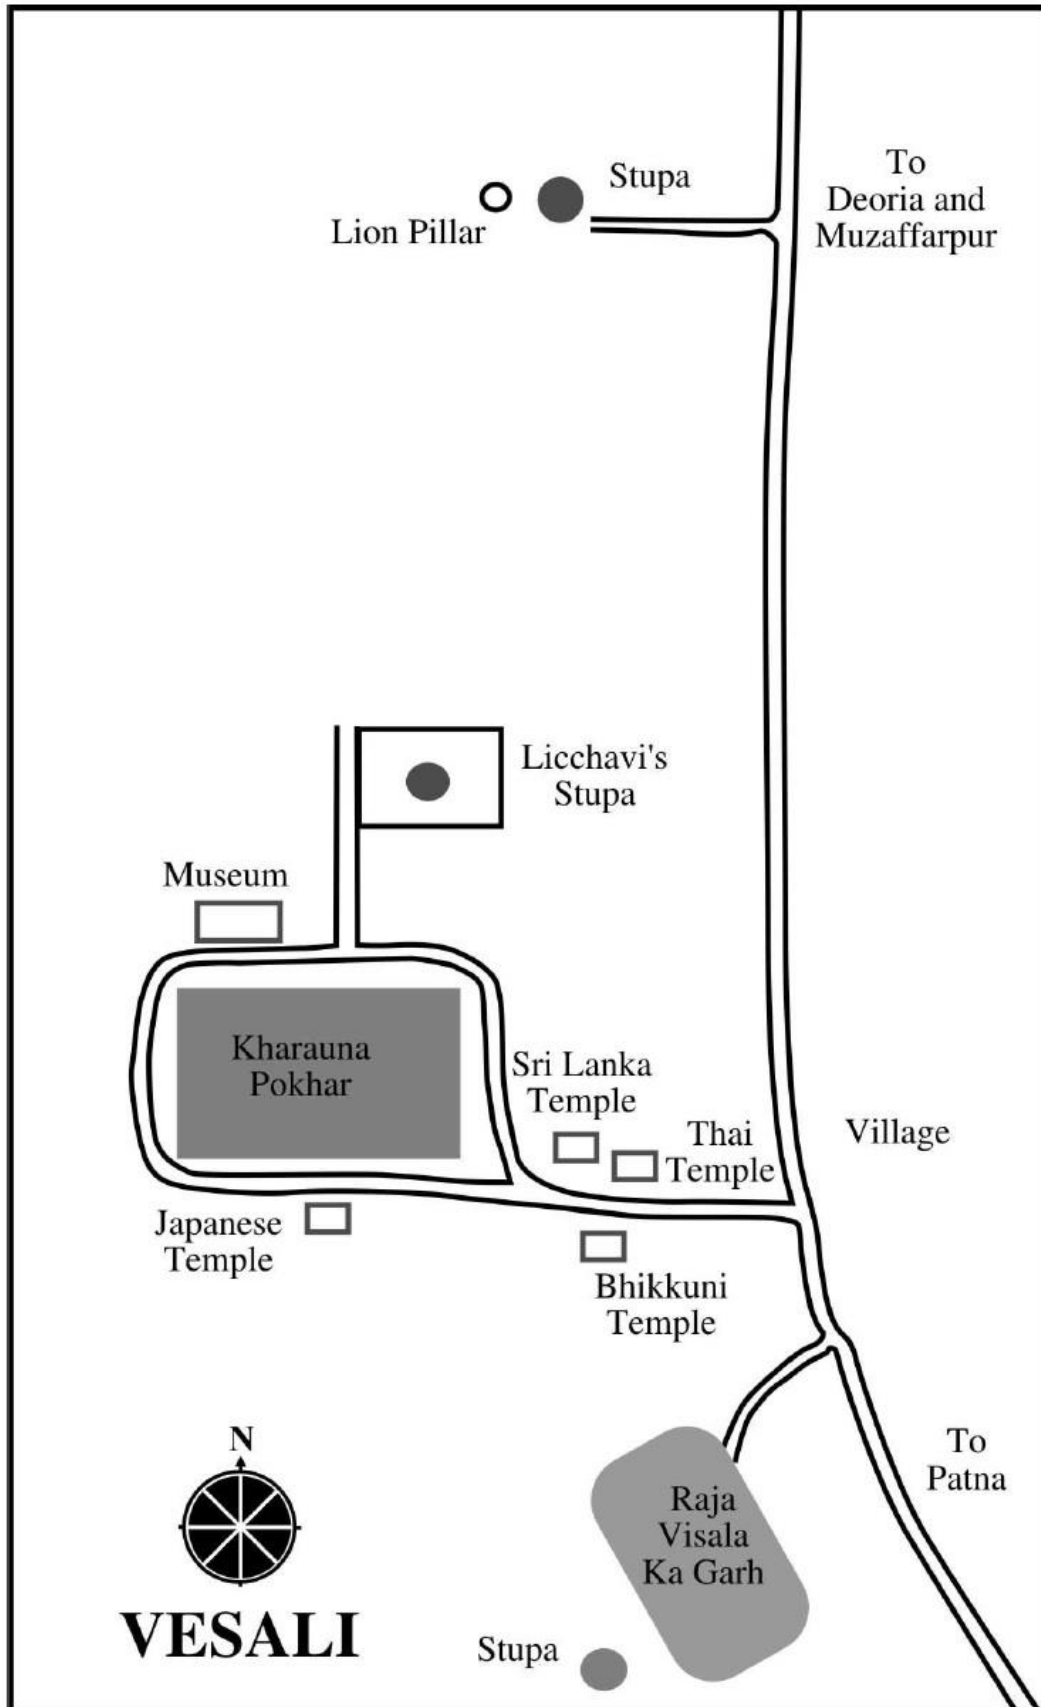 Stupa
To
Deoria and
Muzaffarpur
Lion Pillar
Licchavi's
Stupa
Museum
Kharauna
Pokhar
Sri Lanka
Temple
Thai
Temple
Village
Japanese
Temple
Bhikkuni
Temple
N
To
Patna
Raja
Visala
Ka Garh
VESALI
Stupa